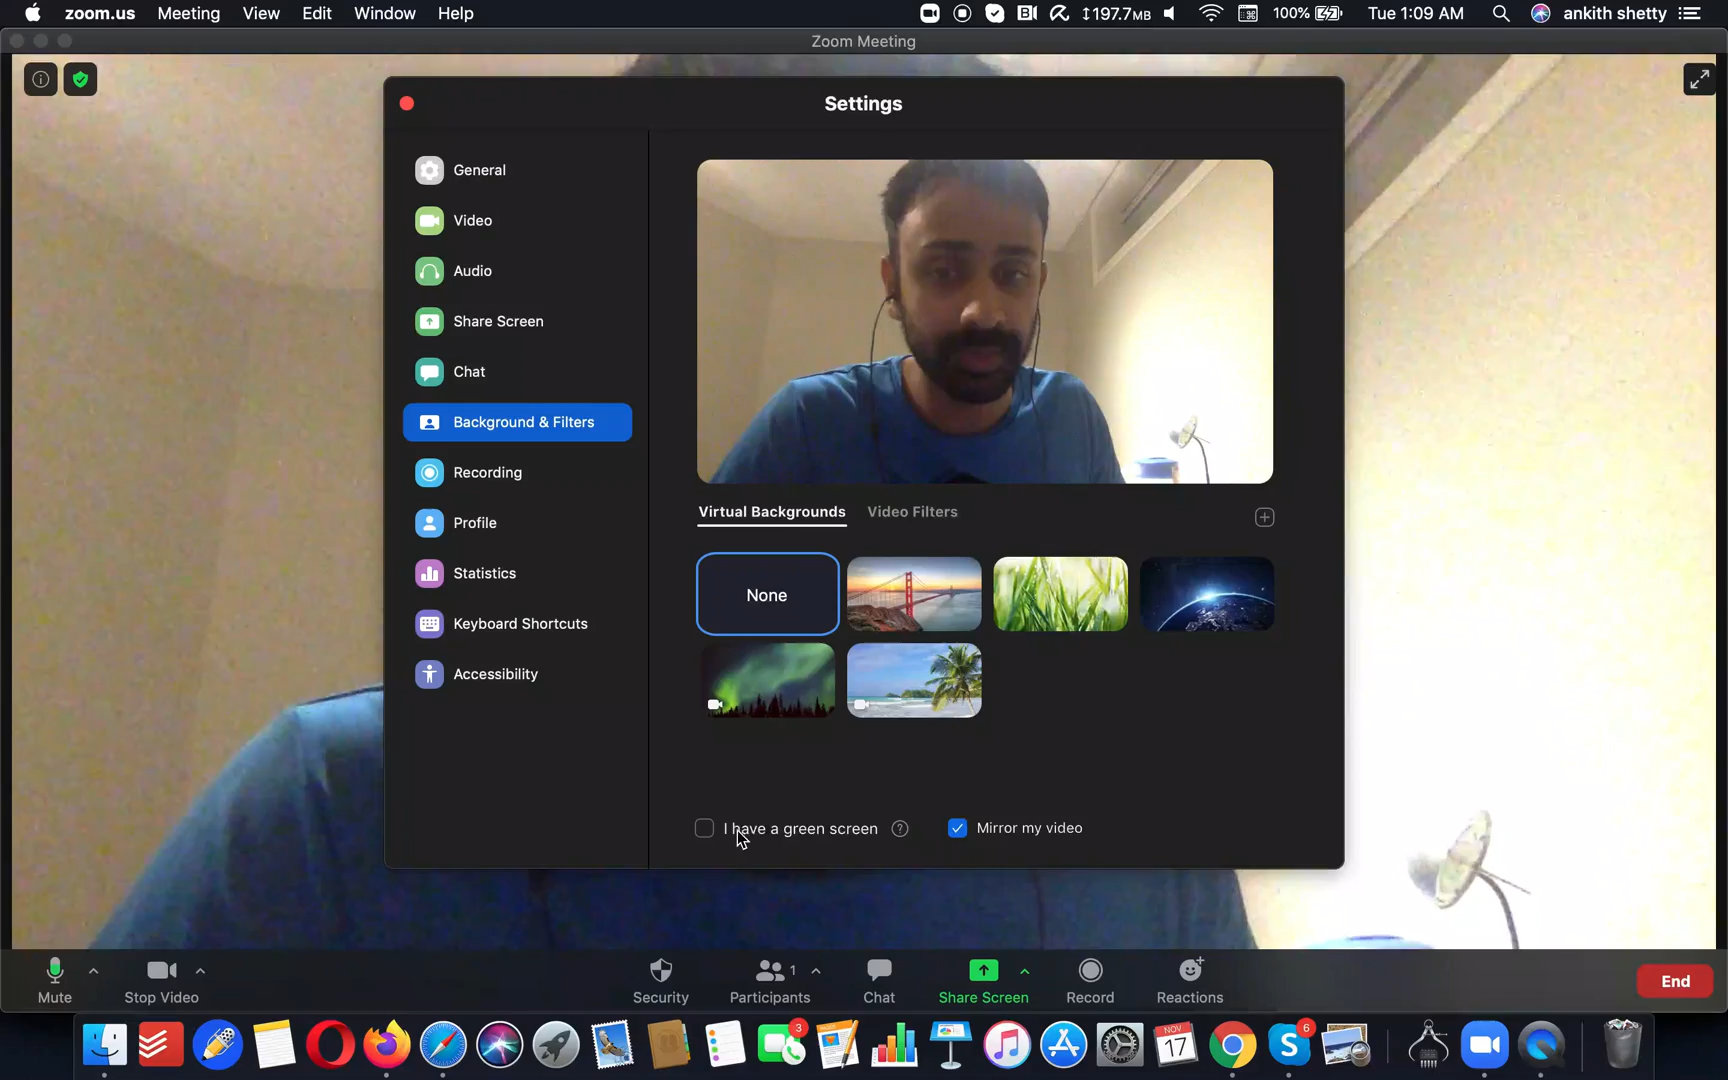 zoom.us Meeting View Edit Window Help
197.7MB 100% Tue 1:09 AM ankith shetty
Zoom Meeting
Settings
General
Video
Audio
Share Screen
Chat
Background & Filters
Recording
Profile
Statistics
Keyboard Shortcuts
Accessibility
Virtual Backgrounds Video Filters
None
I have a green screen ? Mirror my video
Mute
Stop Video
Security
Participants 1
Chat
Share Screen
Record
Reactions
End
3
NOV
17
S
6